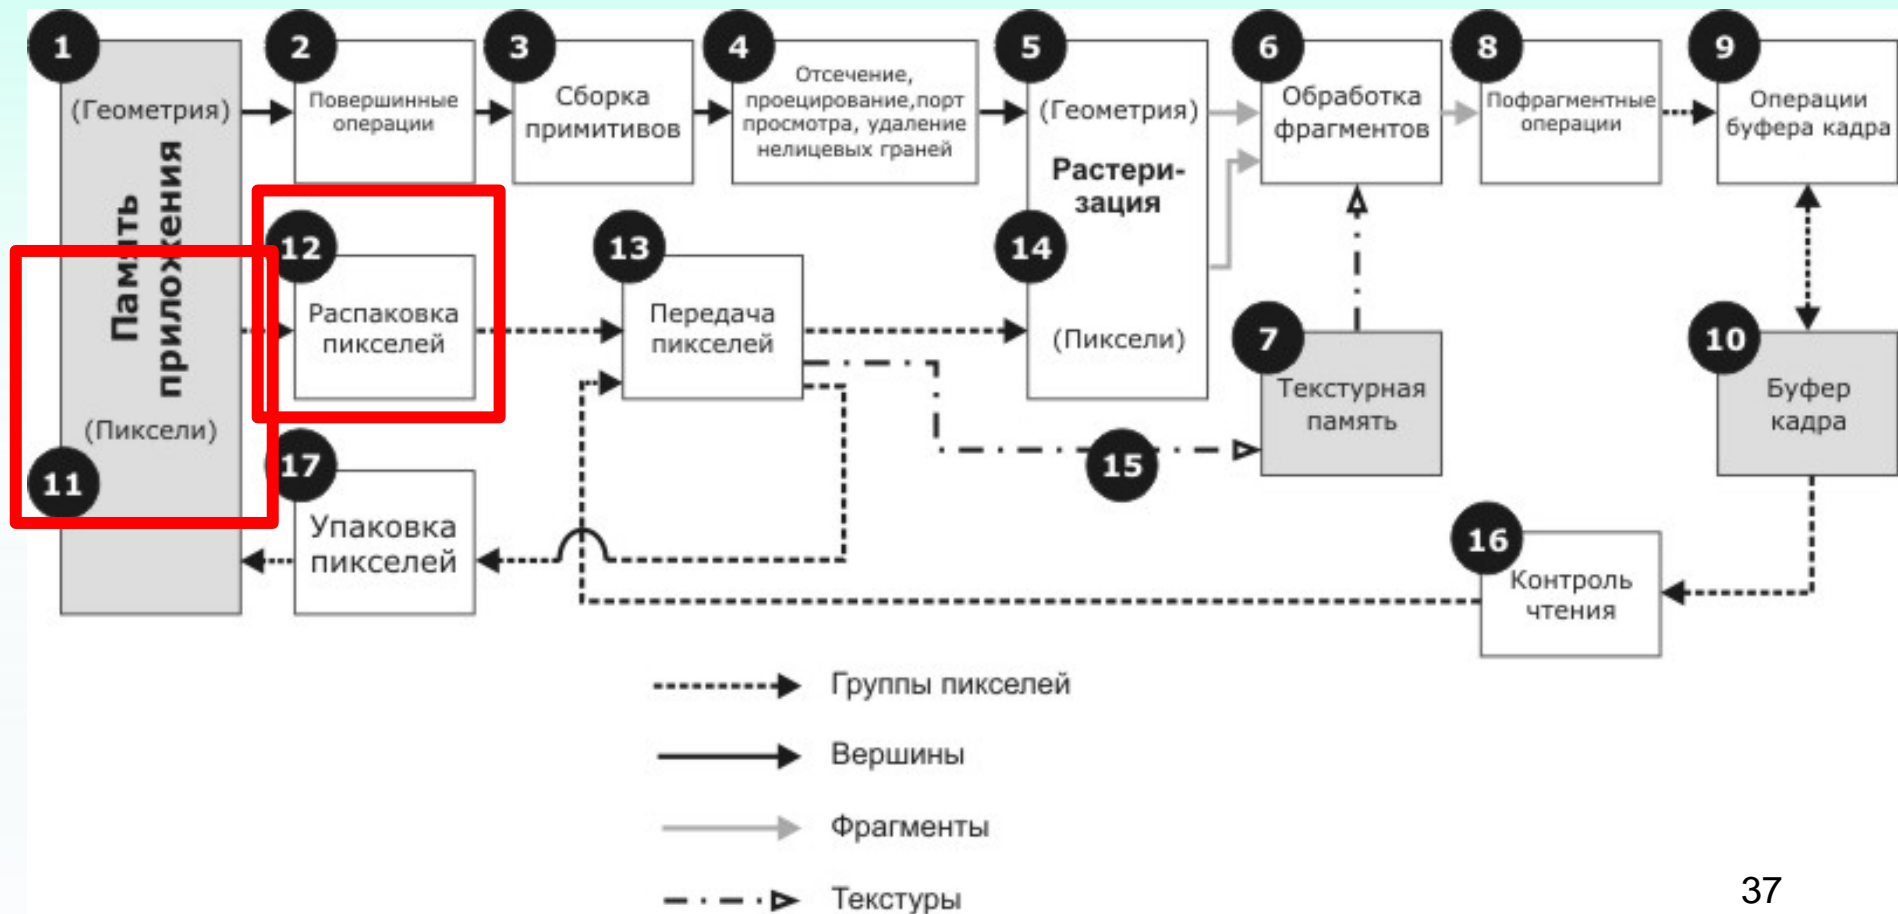 1
(Геометрия)
Память
приложения
(Пиксели)
11
2
Повершинные
операции
3
Сборка
примитивов
4
Отсечение,
проецирование,порт
просмотра, удаление
нелицевых граней
5
(Геометрия)
Растери-
зация
14
(Пиксели)
6
Обработка
фрагментов
8
Пофрагментные
операции
9
Операции
буфера кадра
12
Распаковка
пикселей
13
Передача
пикселей
7
Текстурная
память
10
Буфер
кадра
15
17
Упаковка
пикселей
16
Контроль
чтения
Группы пикселей
Вершины
Фрагменты
Текстуры
37